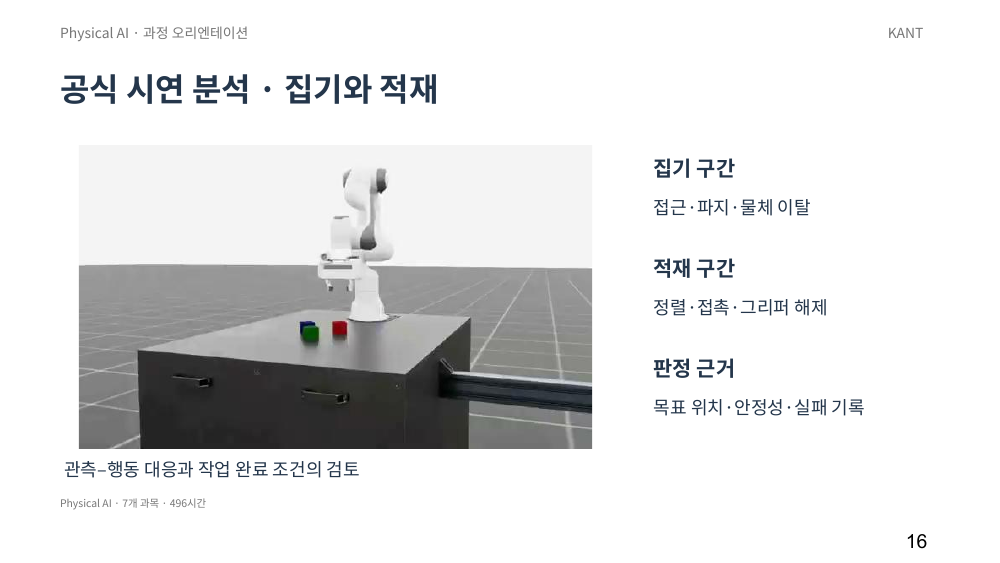 Physical AI · 과정 오리엔테이션
KANT
공식 시연 분석 · 집기와 적재
집기 구간
접근·파지·물체 이탈
적재 구간
정렬·접촉·그리퍼 해제
판정 근거
목표 위치·안정성·실패 기록
관측–행동 대응과 작업 완료 조건의 검토
Physical AI · 7개 과목 · 496시간
16